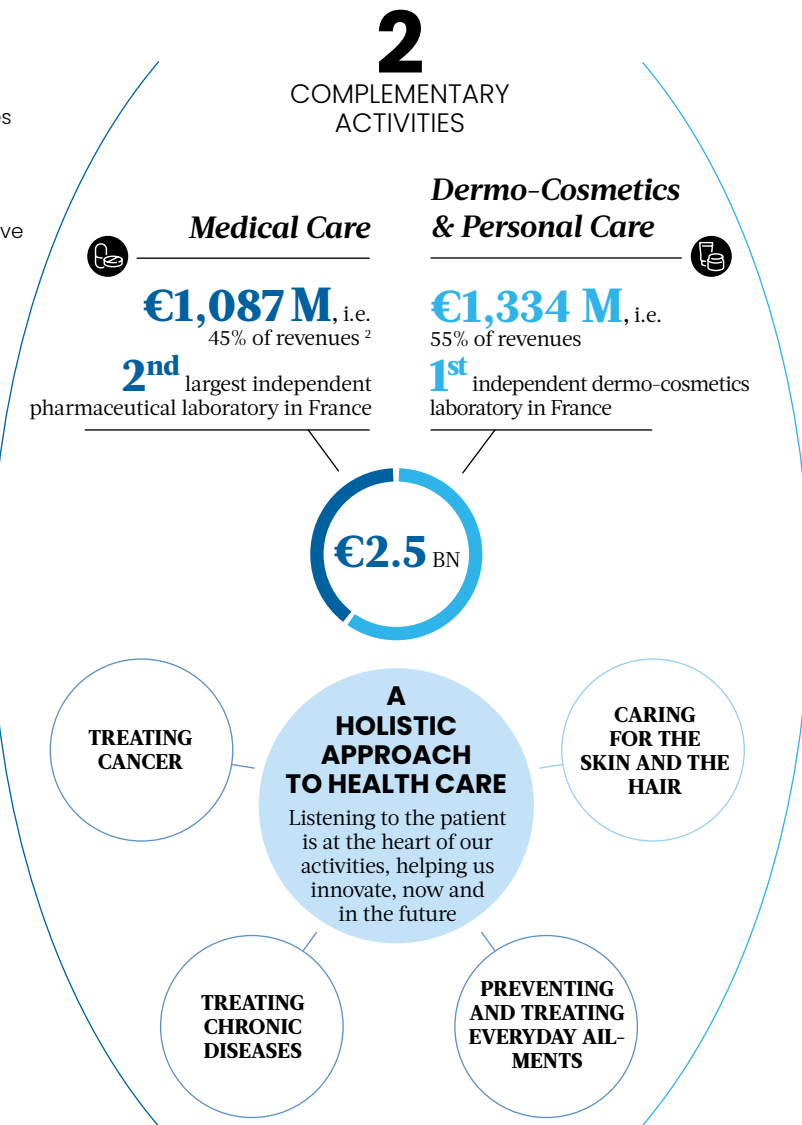 2
COMPLEMENTARY
ACTIVITIES
es
ve
Medical Care
€1,087 M, i.e.
45% of revenues ²
2nd largest independent
pharmaceutical laboratory in France
Dermo-Cosmetics
& Personal Care
€1,334 M, i.e.
55% of revenues
1st independent dermo-cosmetics
laboratory in France
€2.5 BN
A
HOLISTIC
APPROACH
TO HEALTH CARE
Listening to the patient
is at the heart of our
activities, helping us
innovate, now and
in the future
TREATING
CANCER
CARING
FOR THE
SKIN AND THE
HAIR
TREATING
CHRONIC
DISEASES
PREVENTING
AND TREATING
EVERYDAY AIL-
MENTS